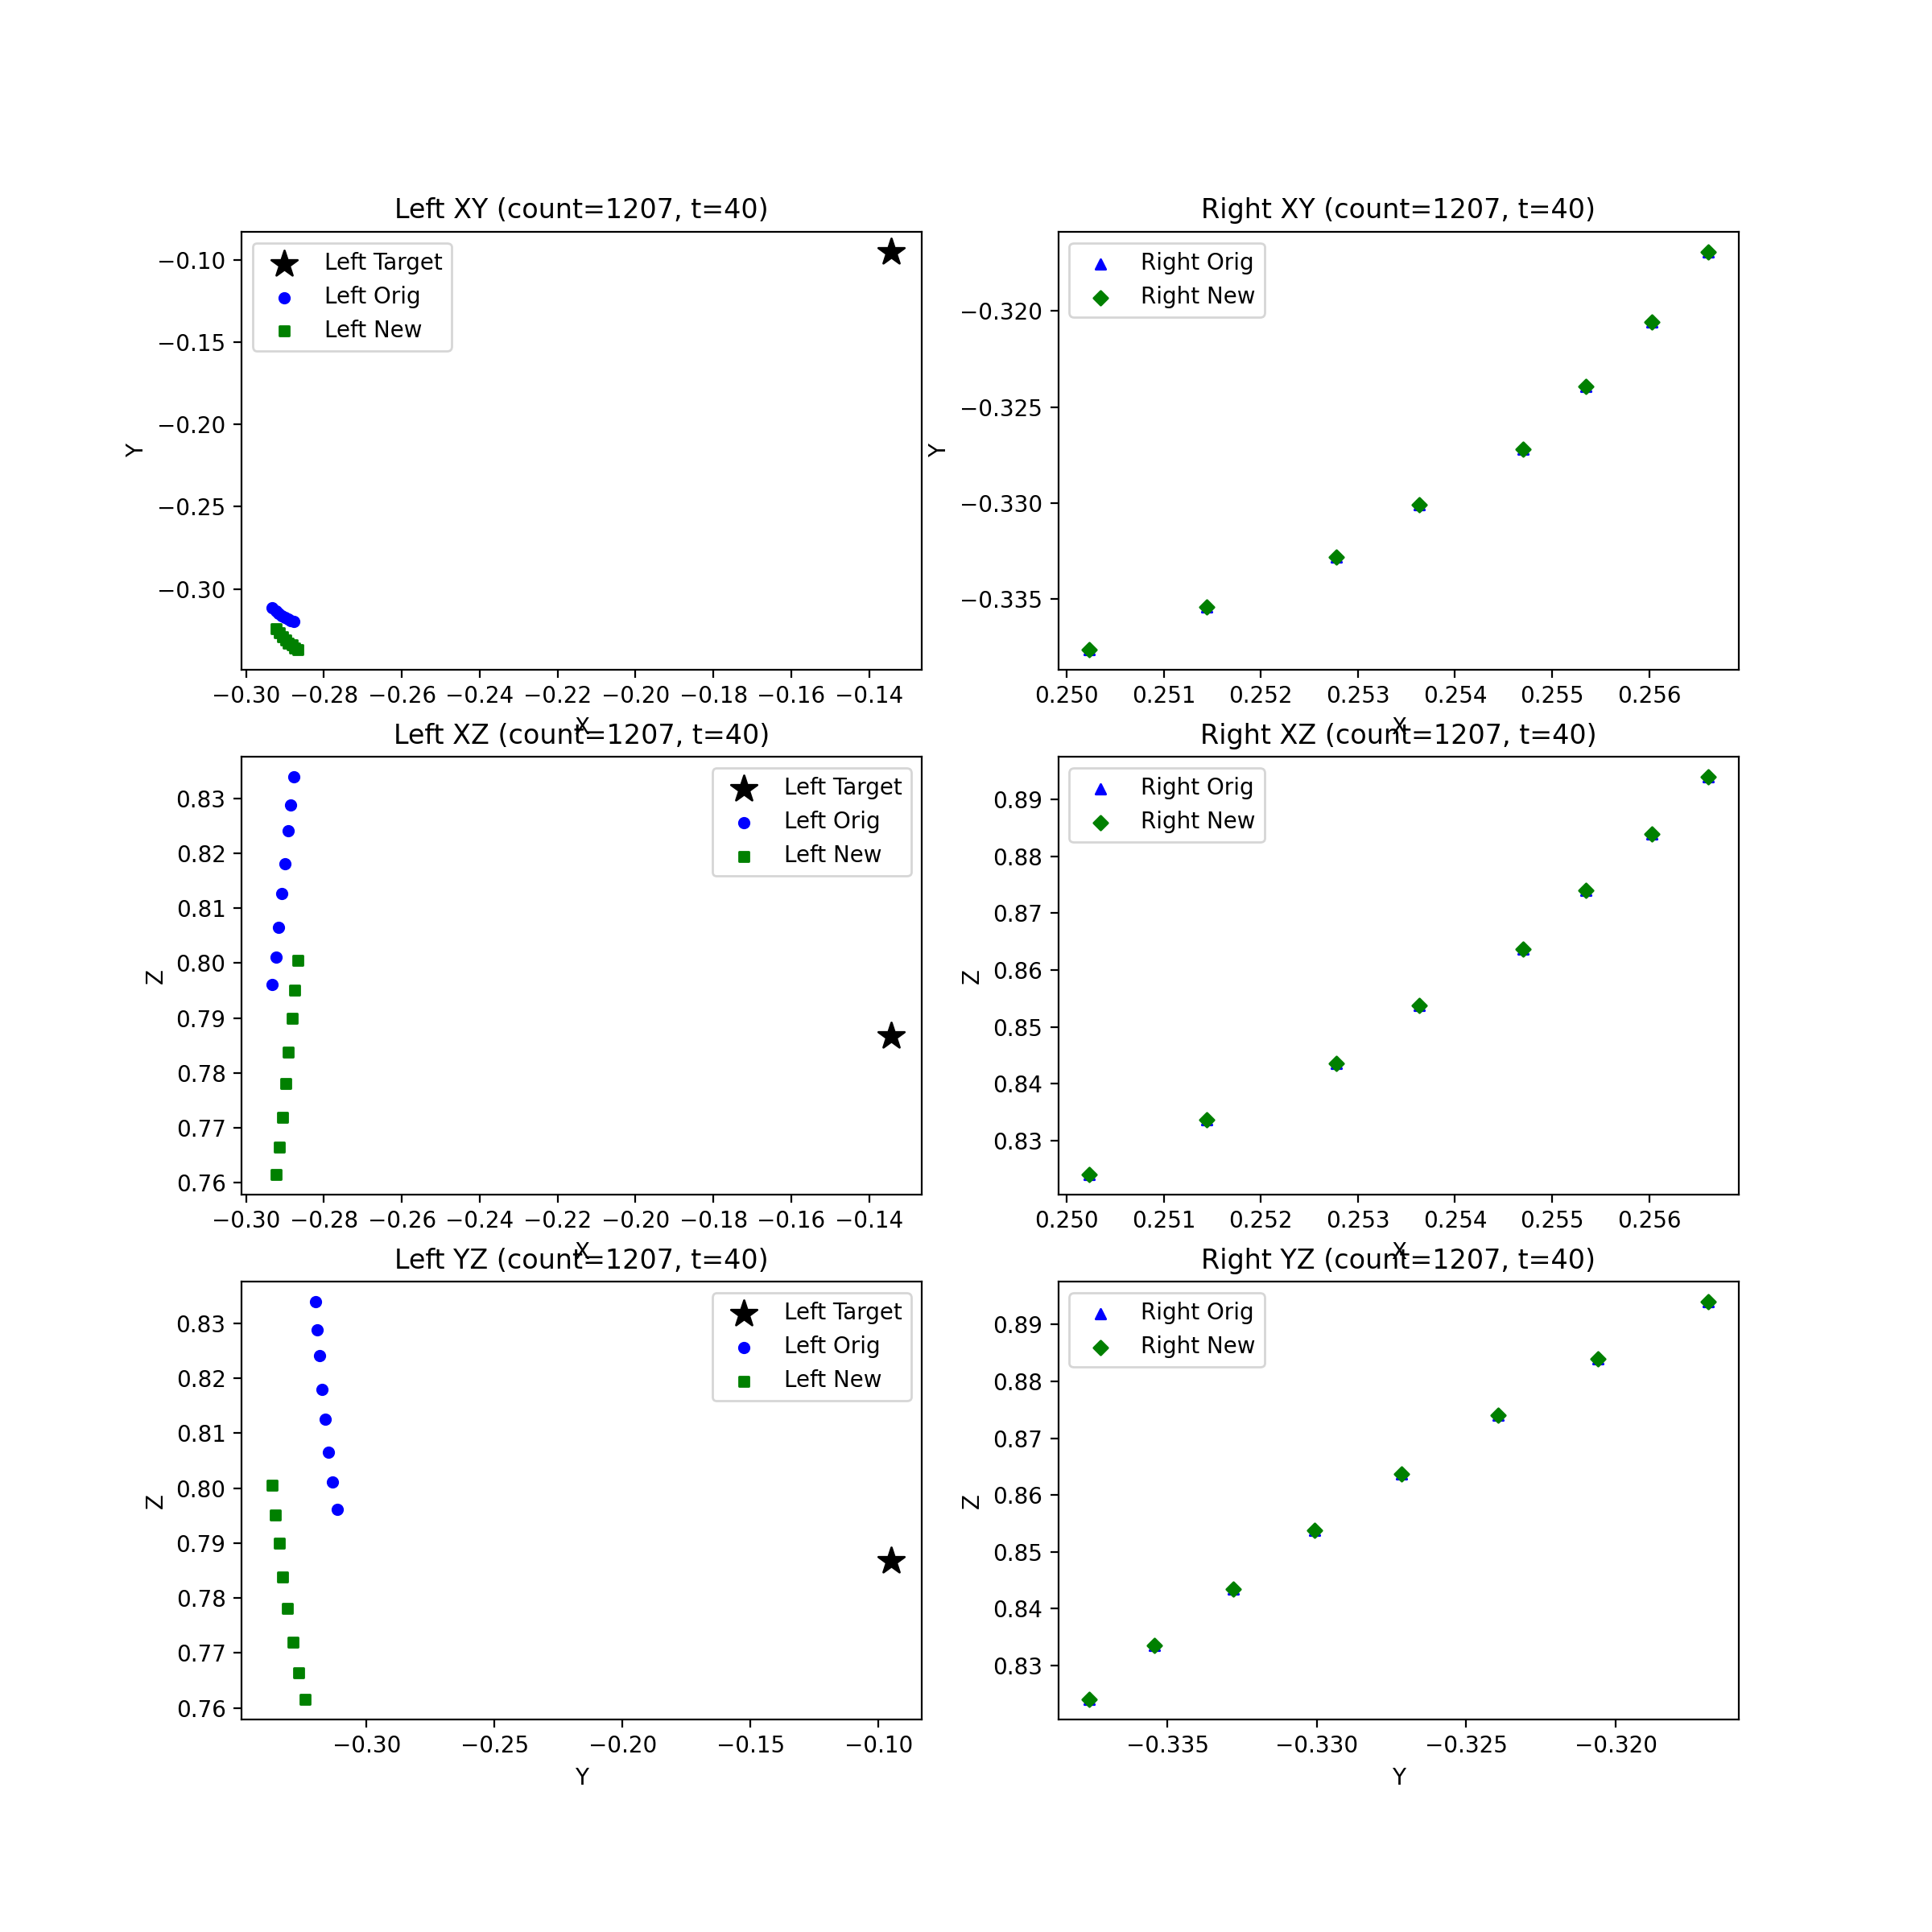 Left XY (count=1207, t=40)
Left Target
Left Orig
Left New
−0.10
−0.15
−0.20
−0.25
−0.30
Y
−0.30
−0.28
−0.26
−0.24
−0.22
−0.20
−0.18
−0.16
−0.14
X
Right XY (count=1207, t=40)
Right Orig
Right New
−0.320
−0.325
−0.330
−0.335
Y
0.250
0.251
0.252
0.253
0.254
0.255
0.256
X
Left XZ (count=1207, t=40)
Left Target
Left Orig
Left New
0.83
0.82
0.81
0.80
0.79
0.78
0.77
0.76
Z
−0.30
−0.28
−0.26
−0.24
−0.22
−0.20
−0.18
−0.16
−0.14
X
Right XZ (count=1207, t=40)
Right Orig
Right New
0.89
0.88
0.87
0.86
0.85
0.84
0.83
Z
0.250
0.251
0.252
0.253
0.254
0.255
0.256
X
Left YZ (count=1207, t=40)
Left Target
Left Orig
Left New
0.83
0.82
0.81
0.80
0.79
0.78
0.77
0.76
Z
−0.30
−0.25
−0.20
−0.15
−0.10
Y
Right YZ (count=1207, t=40)
Right Orig
Right New
0.89
0.88
0.87
0.86
0.85
0.84
0.83
Z
−0.335
−0.330
−0.325
−0.320
Y